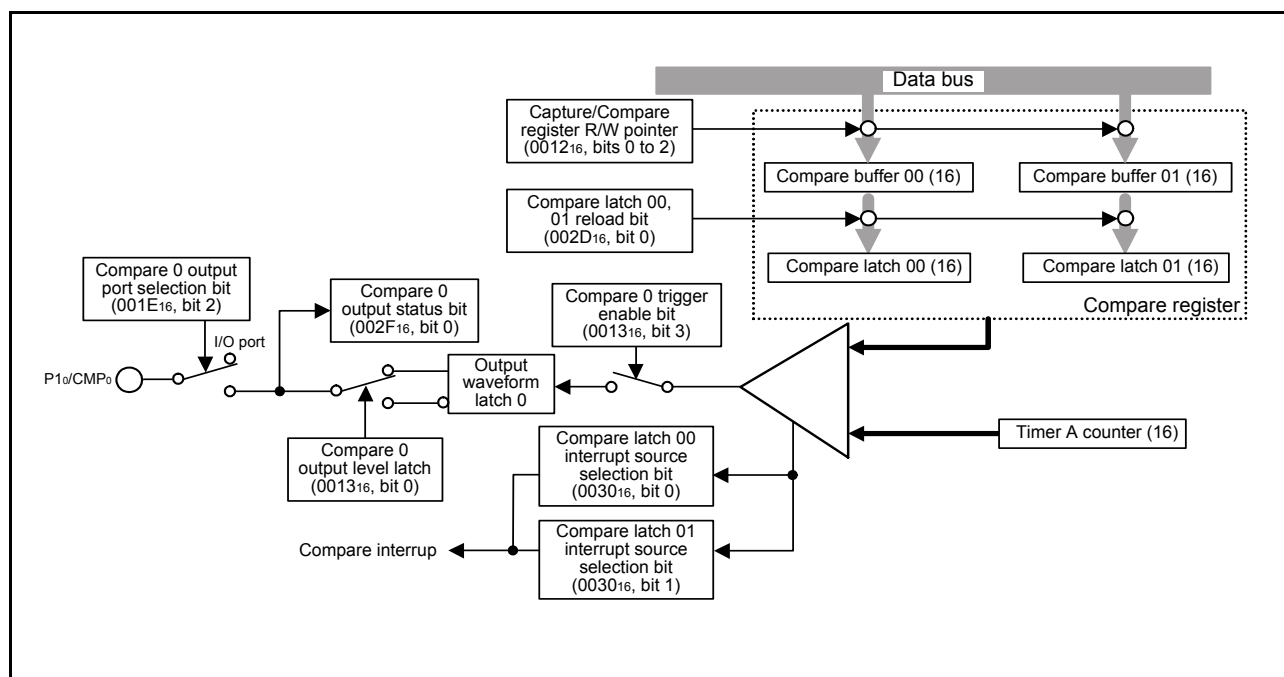 Data bus
Capture/Compare
register R/W pointer
(0012₁₆, bits 0 to 2)
Compare buffer 00 (16)
Compare buffer 01 (16)
Compare latch 00,
01 reload bit
(002D₁₆, bit 0)
Compare latch 00 (16)
Compare latch 01 (16)
Compare register
Compare 0 output
port selection bit
(001E₁₆, bit 2)
Compare 0
output status bit
(002F₁₆, bit 0)
Compare 0 trigger
enable bit
(0013₁₆, bit 3)
I/O port
P1₀/CMP₀
Output
waveform
latch 0
Compare 0
output level latch
(0013₁₆, bit 0)
Timer A counter (16)
Compare latch 00
interrupt source
selection bit
(0030₁₆, bit 0)
Compare latch 01
interrupt source
selection bit
(0030₁₆, bit 1)
Compare interrup